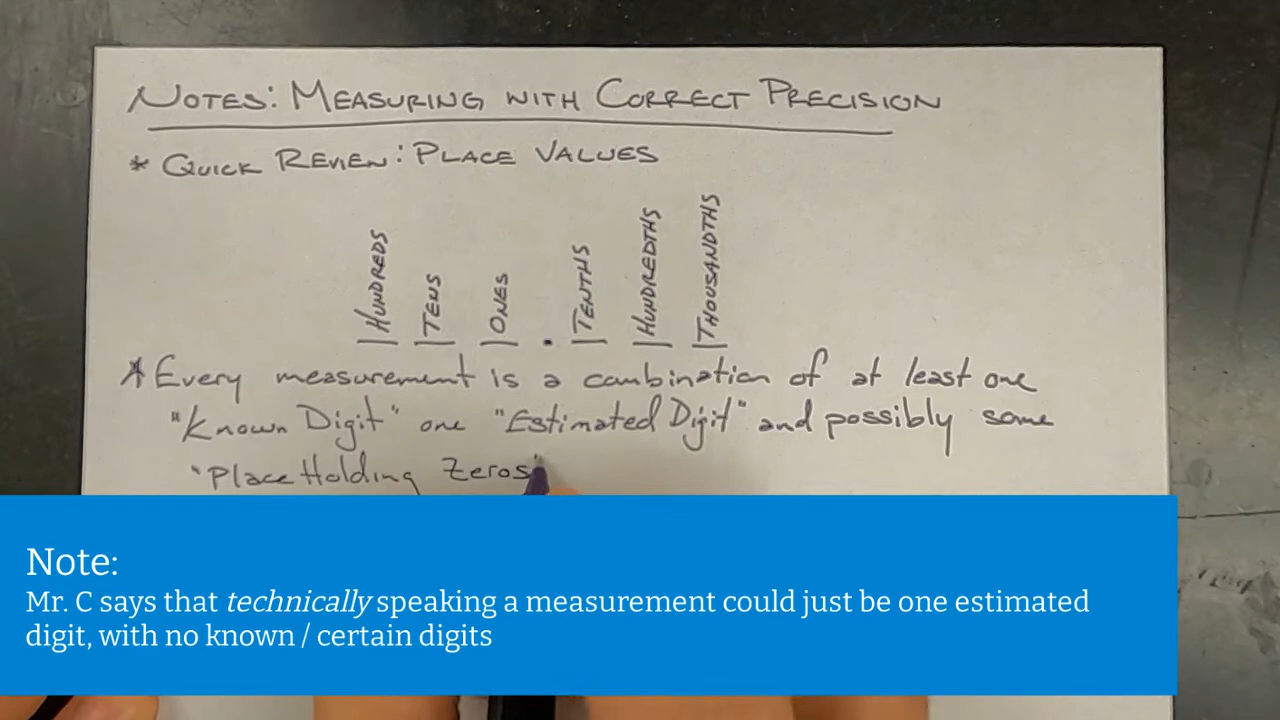 NOTES: MEASURING WITH CORRECT PRECISION
* QUICK REVIEW: PLACE VALUES
HUNDREDS TENS ONES . TENTHS HUNDREDTHS THOUSANDTHS
* Every measurement is a combination of at least one
"Known Digit" one "Estimated Digit" and possibly some
"Place Holding Zeros"
Note:
Mr. C says that technically speaking a measurement could just be one estimated
digit, with no known / certain digits